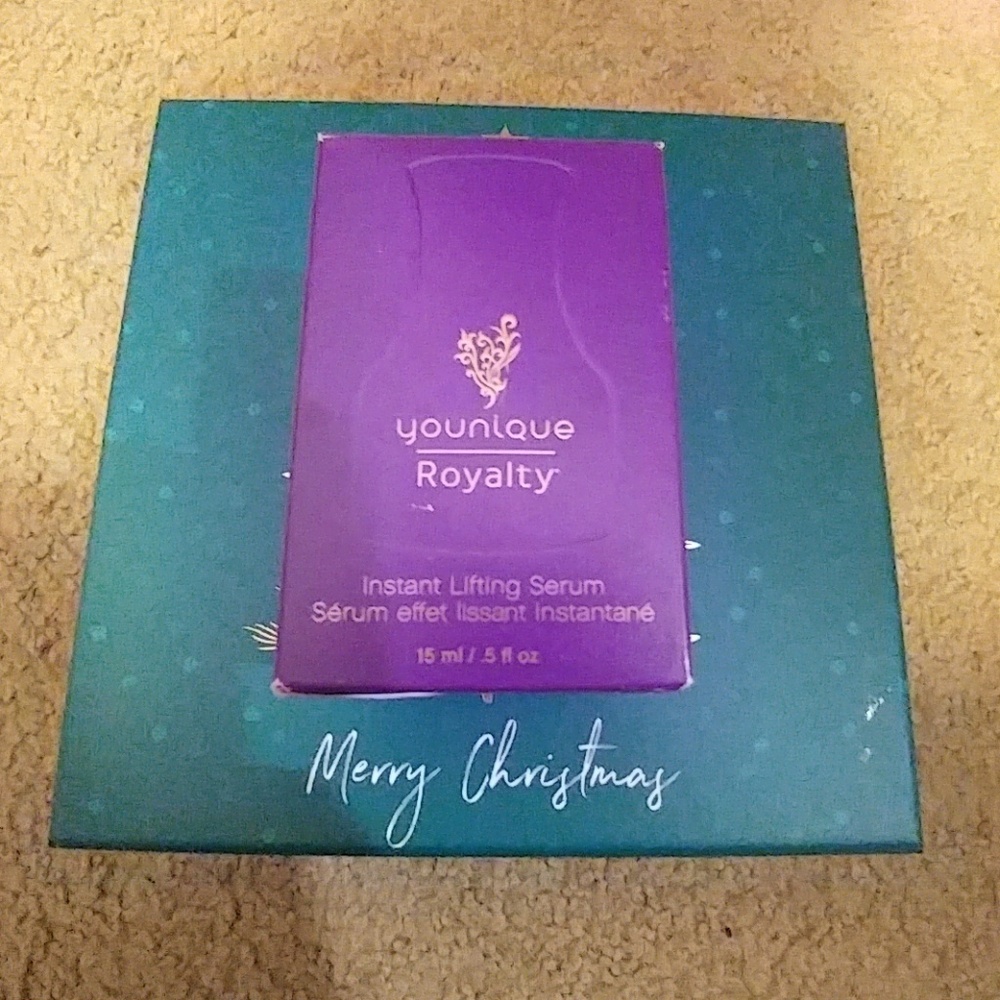 younique
Royalty
Instant Lifting Serum
Sérum effet lissant instantané
15 ml / .5 fl oz
Merry Christmas